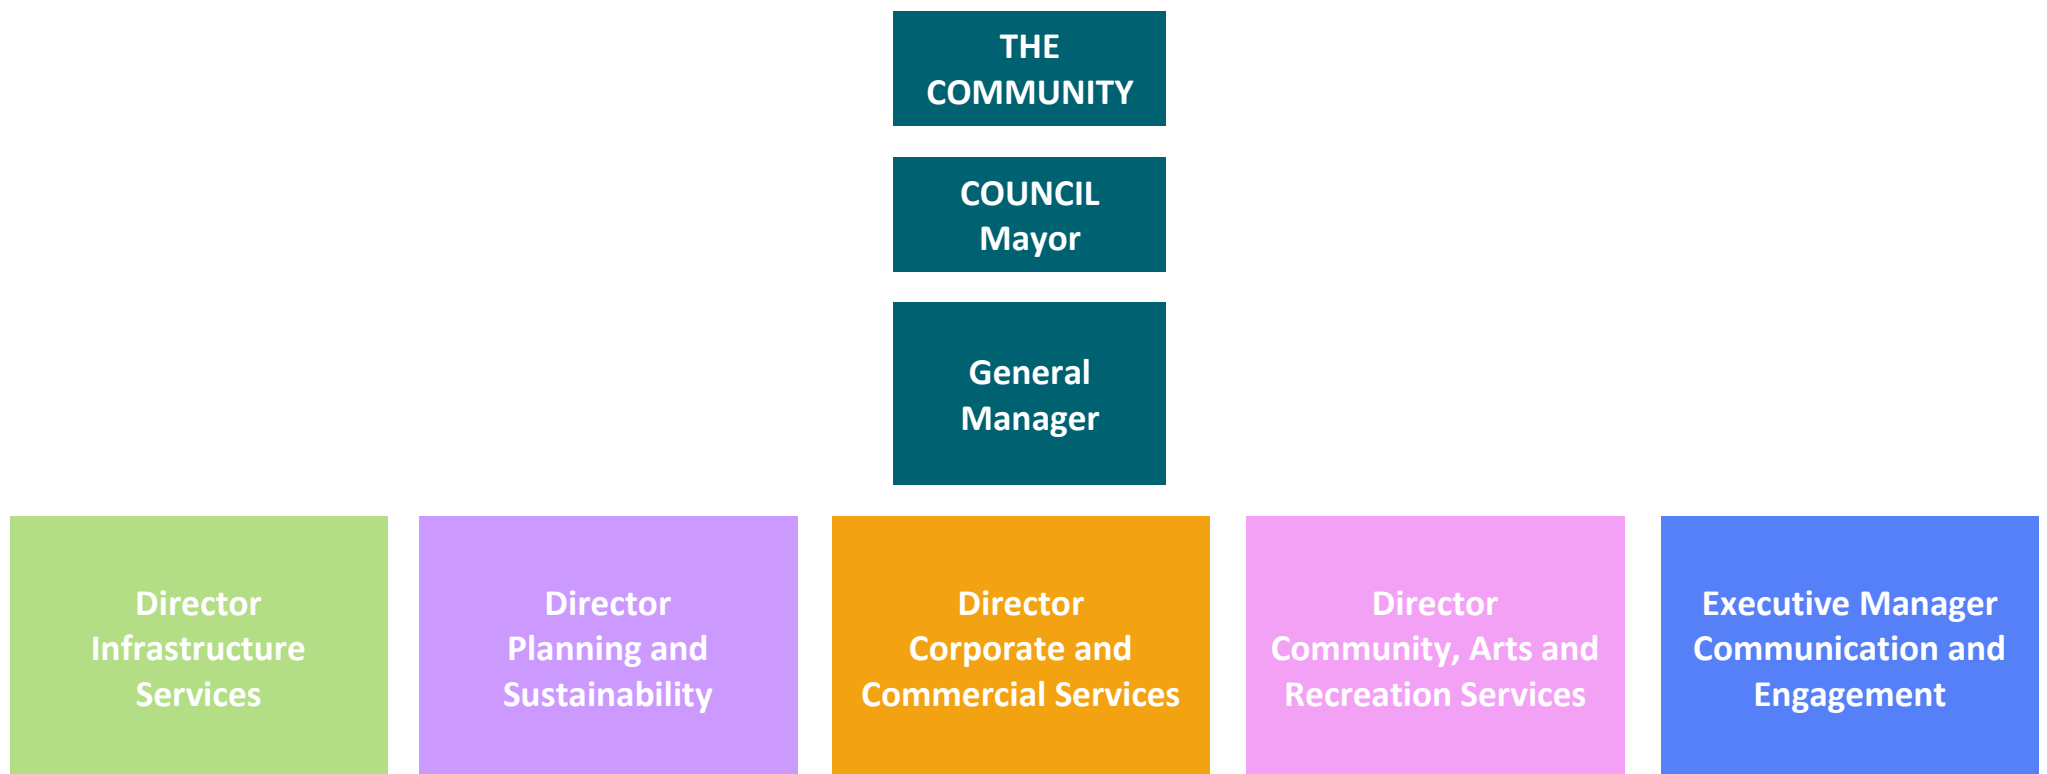 THE
COMMUNITY
COUNCIL
Mayor
General
Manager
Director
Infrastructure
Services
Director
Planning and
Sustainability
Director
Corporate and
Commercial Services
Director
Community, Arts and
Recreation Services
Executive Manager
Communication and
Engagement